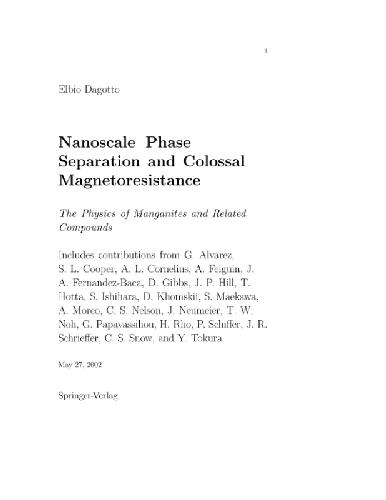 1
Elbio Dagotto
Nanoscale Phase
Separation and Colossal
Magnetoresistance
The Physics of Manganites and Related
Compounds
Includes contributions from G. Alvarez,
S. L. Cooper, A. L. Cornelius, A. Feiguin, J.
A. Fernandez-Baca, D. Gibbs, J. P. Hill, T.
Hotta, S. Ishihara, D. Khomskii, S. Maekawa,
A. Moreo, C. S. Nelson, J. Neumeier, T. W.
Noh, G. Papavassiliou, H. Rho, P. Schiffer, J. R.
Schrieffer, C. S. Snow, and Y. Tokura
May 27, 2002
Springer-Verlag